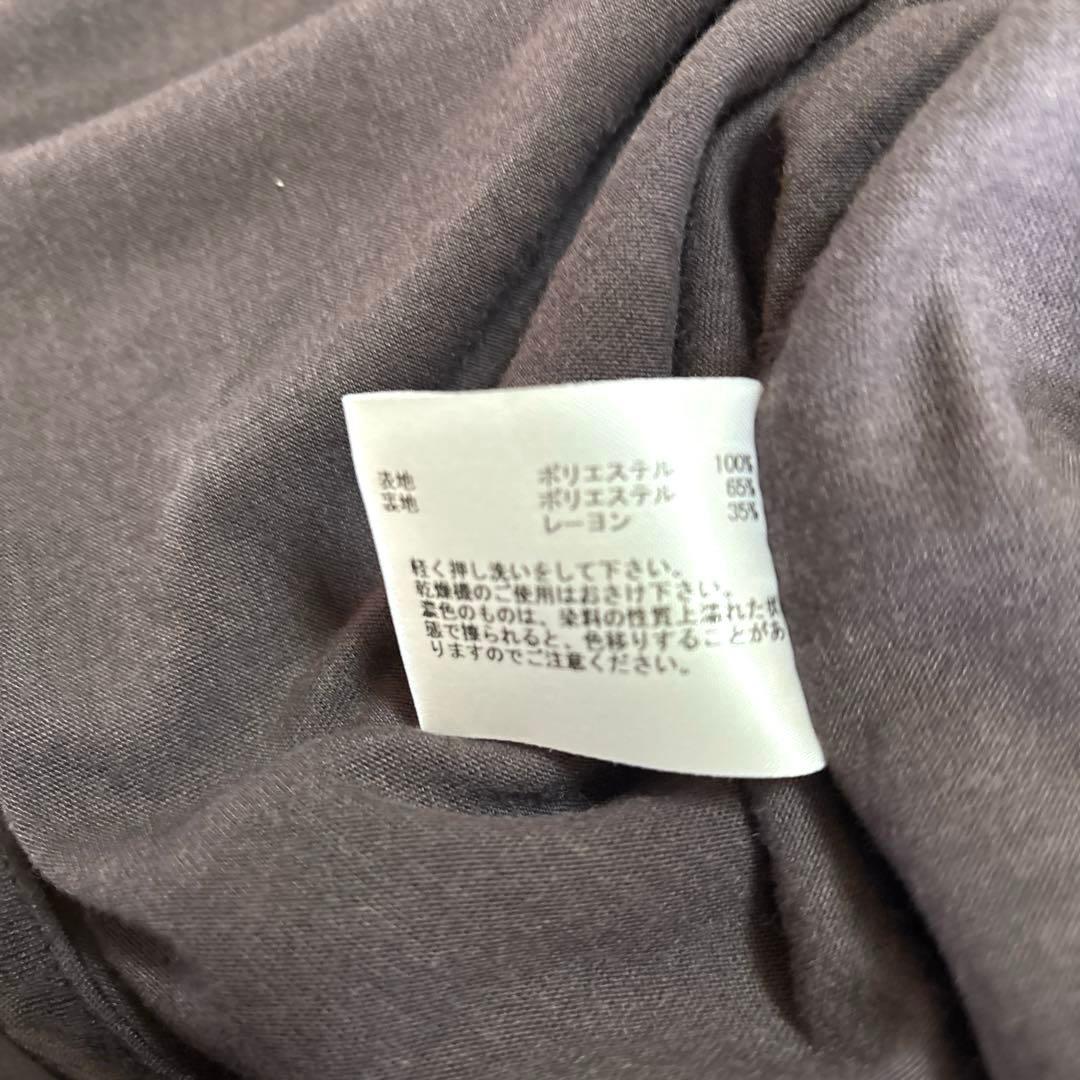 表地 ポリエステル 100%
裏地 ポリエステル 65%
レーヨン 35%
軽く押し洗いをして下さい。
乾燥機のご使用はおさけ下さい。
濃色のものは、染料の性質上濡れた状
態で擦られると、色移りすることがあ
りますのでご注意ください。